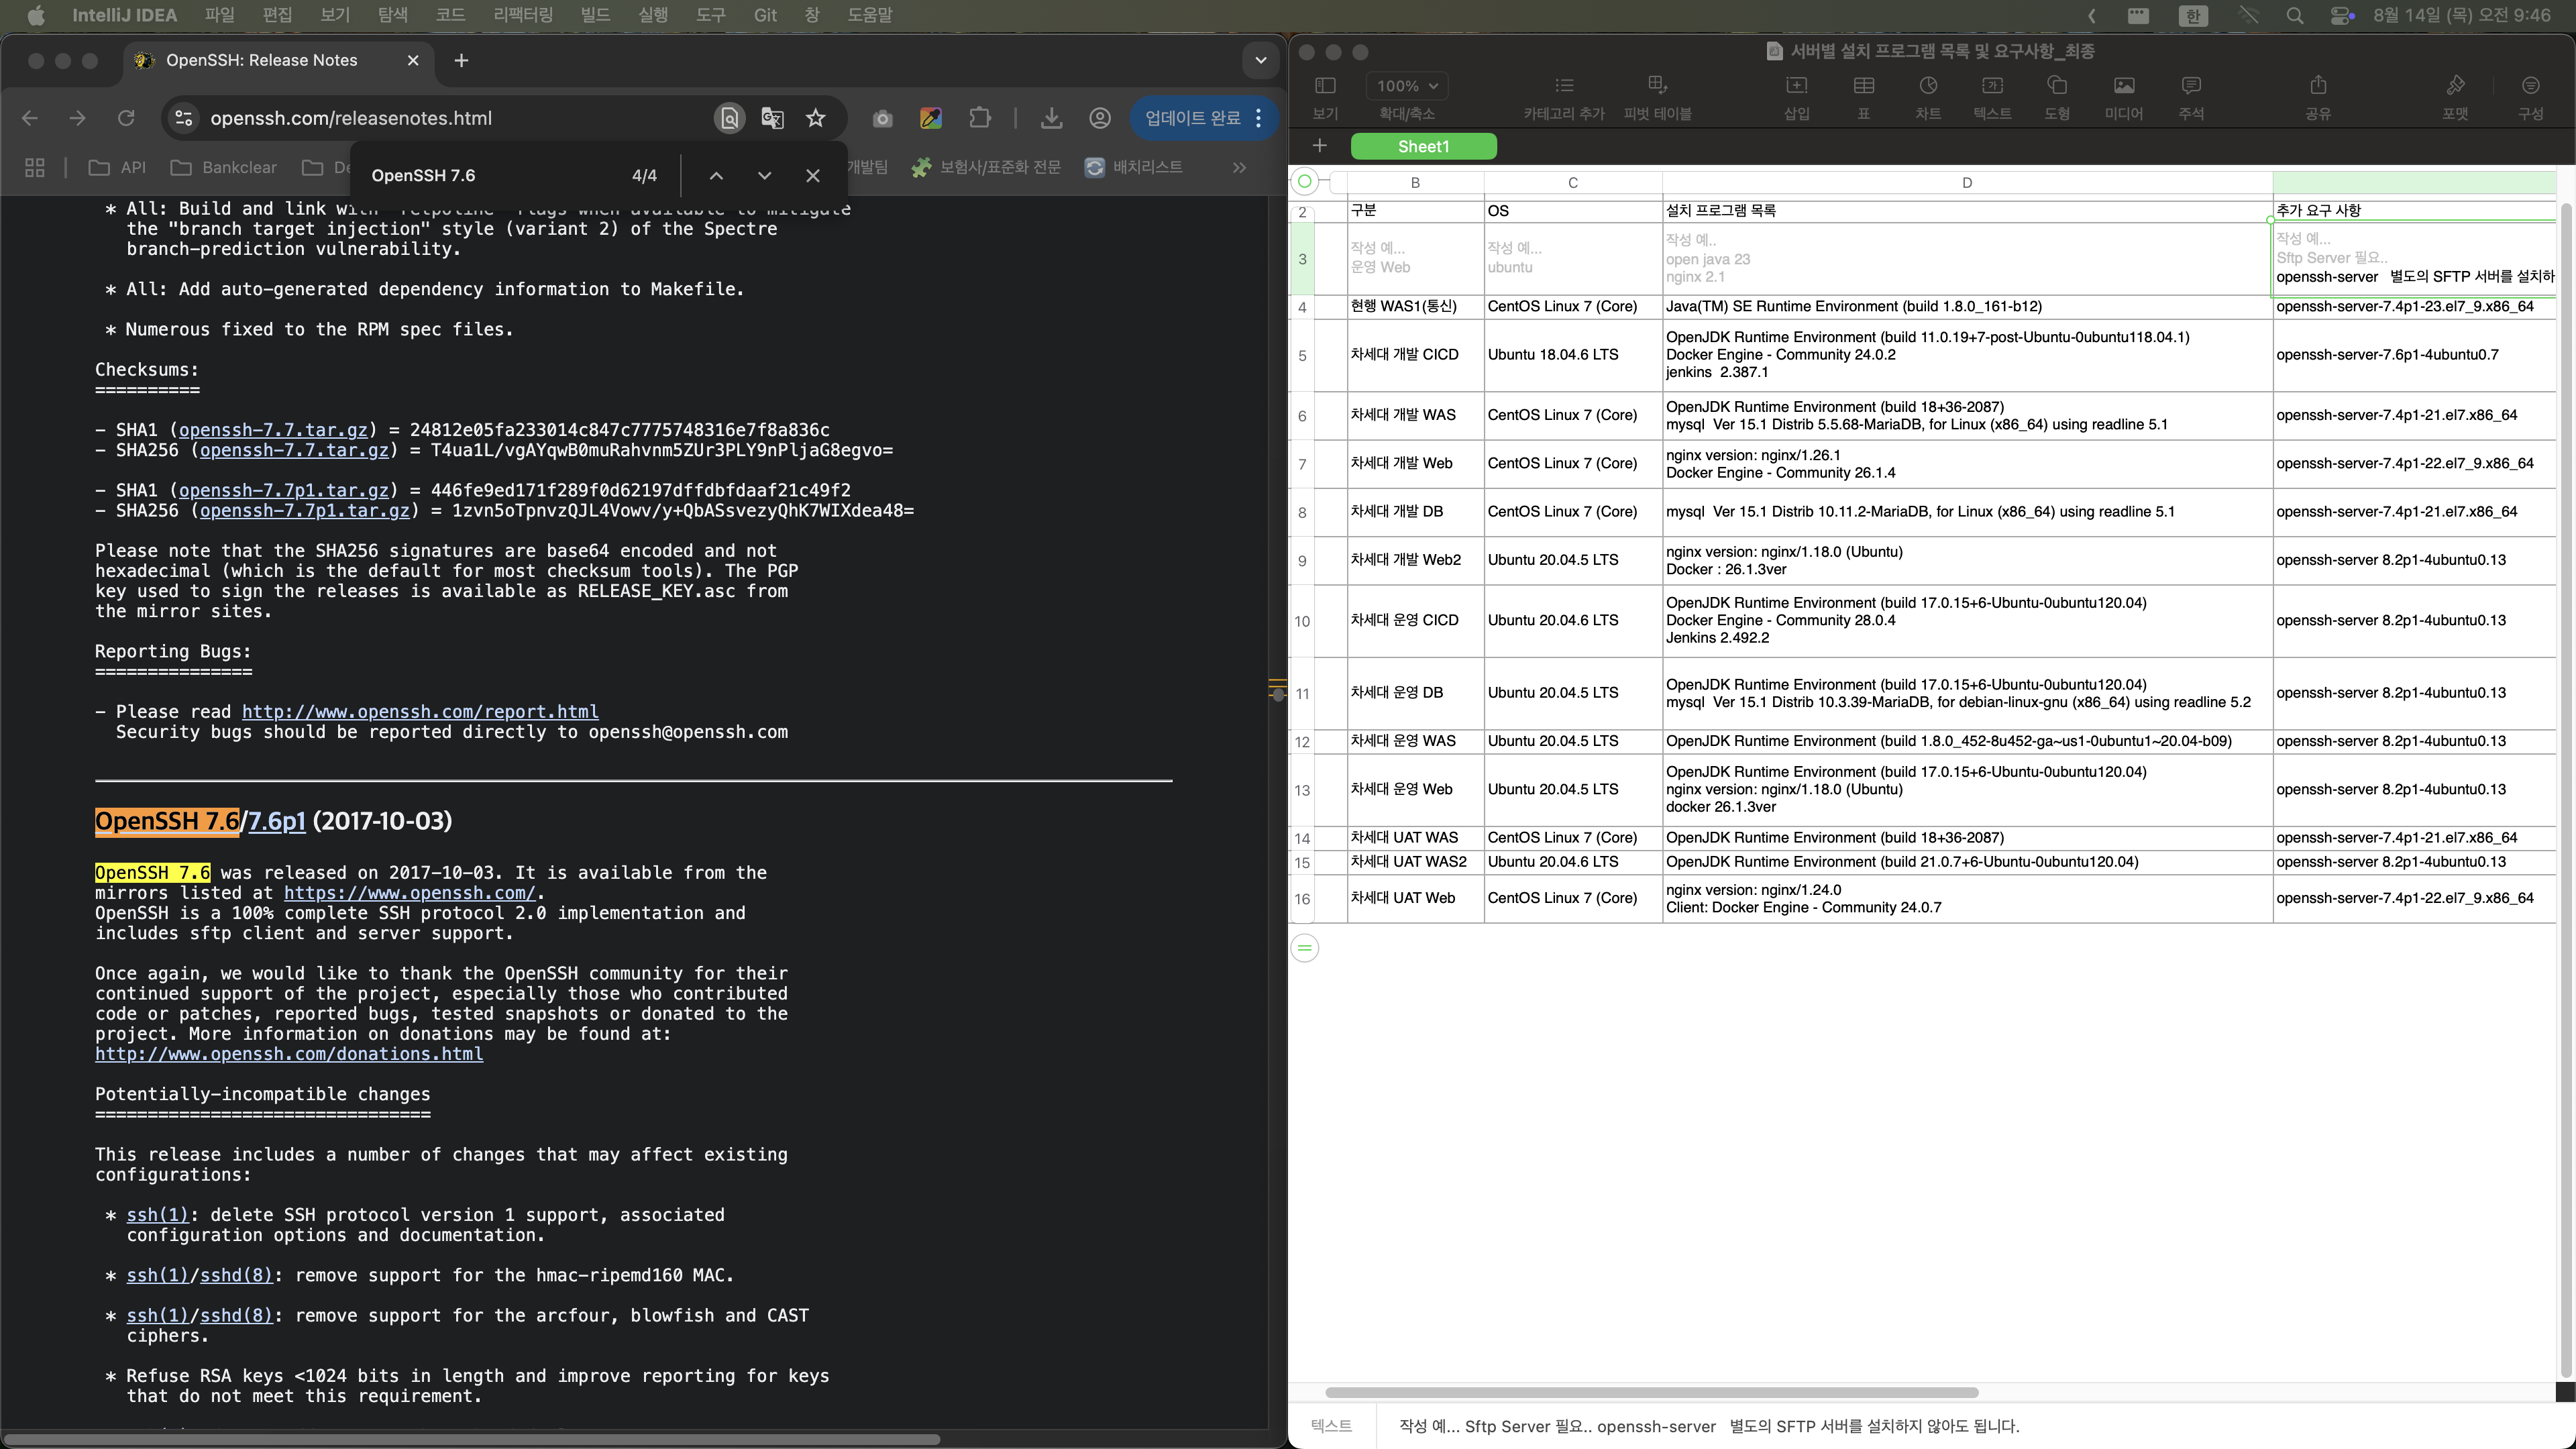 IntelliJ IDEA 파일 편집 보기 탐색 코드 리팩터링 빌드 실행 도구 Git 창 도움말 한 8월 14일 (목) 오전 9:46
OpenSSH: Release Notes
openssh.com/releasenotes.html
업데이트 완료
API Bankclear 개발팀 보험사/표준화 전문 배치리스트
OpenSSH 7.6 4/4
the "branch target injection" style (variant 2) of the Spectre
branch-prediction vulnerability.
* All: Add auto-generated dependency information to Makefile.
* Numerous fixed to the RPM spec files.
Checksums:
==========
- SHA1 (openssh-7.7.tar.gz) = 24812e05fa233014c847c7775748316e7f8a836c
- SHA256 (openssh-7.7.tar.gz) = T4ua1L/vgAYqwB0muRahvnm5ZUr3PLY9nPljaG8egvo=
- SHA1 (openssh-7.7p1.tar.gz) = 446fe9ed171f289f0d62197dffdbfdaaf21c49f2
- SHA256 (openssh-7.7p1.tar.gz) = 1zvn5oTpnvzQJL4Vowv/y+QbASsvezyQhK7WIXdea48=
Please note that the SHA256 signatures are base64 encoded and not
hexadecimal (which is the default for most checksum tools). The PGP
key used to sign the releases is available as RELEASE_KEY.asc from
the mirror sites.
Reporting Bugs:
===============
- Please read http://www.openssh.com/report.html
Security bugs should be reported directly to openssh@openssh.com
OpenSSH 7.6/7.6p1 (2017-10-03)
OpenSSH 7.6 was released on 2017-10-03. It is available from the
mirrors listed at https://www.openssh.com/.
OpenSSH is a 100% complete SSH protocol 2.0 implementation and
includes sftp client and server support.
Once again, we would like to thank the OpenSSH community for their
continued support of the project, especially those who contributed
code or patches, reported bugs, tested snapshots or donated to the
project. More information on donations may be found at:
http://www.openssh.com/donations.html
Potentially-incompatible changes
================================
This release includes a number of changes that may affect existing
configurations:
* ssh(1): delete SSH protocol version 1 support, associated
configuration options and documentation.
* ssh(1)/sshd(8): remove support for the hmac-ripemd160 MAC.
* ssh(1)/sshd(8): remove support for the arcfour, blowfish and CAST
ciphers.
* Refuse RSA keys <1024 bits in length and improve reporting for keys
that do not meet this requirement.
서버별 설치 프로그램 목록 및 요구사항_최종
100%
보기 확대/축소 카테고리 추가 피벗 테이블 삽입 표 차트 텍스트 도형 미디어 주석 공유 포맷 구성
Sheet1
B C D
2 구분 OS 설치 프로그램 목록 추가 요구 사항
3 작성 예... 운영 Web 작성 예... ubuntu 작성 예.. open java 23 nginx 2.1 작성 예... Sftp Server 필요.. openssh-server 별도의 SFTP 서버를 설치하
4 현행 WAS1(통신) CentOS Linux 7 (Core) Java(TM) SE Runtime Environment (build 1.8.0_161-b12) openssh-server-7.4p1-23.el7_9.x86_64
5 차세대 개발 CICD Ubuntu 18.04.6 LTS OpenJDK Runtime Environment (build 11.0.19+7-post-Ubuntu-0ubuntu118.04.1) Docker Engine - Community 24.0.2 jenkins 2.387.1 openssh-server-7.6p1-4ubuntu0.7
6 차세대 개발 WAS CentOS Linux 7 (Core) OpenJDK Runtime Environment (build 18+36-2087) mysql Ver 15.1 Distrib 5.5.68-MariaDB, for Linux (x86_64) using readline 5.1 openssh-server-7.4p1-21.el7.x86_64
7 차세대 개발 Web CentOS Linux 7 (Core) nginx version: nginx/1.26.1 Docker Engine - Community 26.1.4 openssh-server-7.4p1-22.el7_9.x86_64
8 차세대 개발 DB CentOS Linux 7 (Core) mysql Ver 15.1 Distrib 10.11.2-MariaDB, for Linux (x86_64) using readline 5.1 openssh-server-7.4p1-21.el7.x86_64
9 차세대 개발 Web2 Ubuntu 20.04.5 LTS nginx version: nginx/1.18.0 (Ubuntu) Docker : 26.1.3ver openssh-server 8.2p1-4ubuntu0.13
10 차세대 운영 CICD Ubuntu 20.04.6 LTS OpenJDK Runtime Environment (build 17.0.15+6-Ubuntu-0ubuntu120.04) Docker Engine - Community 28.0.4 Jenkins 2.492.2 openssh-server 8.2p1-4ubuntu0.13
11 차세대 운영 DB Ubuntu 20.04.5 LTS OpenJDK Runtime Environment (build 17.0.15+6-Ubuntu-0ubuntu120.04) mysql Ver 15.1 Distrib 10.3.39-MariaDB, for debian-linux-gnu (x86_64) using readline 5.2 openssh-server 8.2p1-4ubuntu0.13
12 차세대 운영 WAS Ubuntu 20.04.5 LTS OpenJDK Runtime Environment (build 1.8.0_452-8u452-ga~us1-0ubuntu1~20.04-b09) openssh-server 8.2p1-4ubuntu0.13
13 차세대 운영 Web Ubuntu 20.04.5 LTS OpenJDK Runtime Environment (build 17.0.15+6-Ubuntu-0ubuntu120.04) nginx version: nginx/1.18.0 (Ubuntu) docker 26.1.3ver openssh-server 8.2p1-4ubuntu0.13
14 차세대 UAT WAS CentOS Linux 7 (Core) OpenJDK Runtime Environment (build 18+36-2087) openssh-server-7.4p1-21.el7.x86_64
15 차세대 UAT WAS2 Ubuntu 20.04.6 LTS OpenJDK Runtime Environment (build 21.0.7+6-Ubuntu-0ubuntu120.04) openssh-server 8.2p1-4ubuntu0.13
16 차세대 UAT Web CentOS Linux 7 (Core) nginx version: nginx/1.24.0 Client: Docker Engine - Community 24.0.7 openssh-server-7.4p1-22.el7_9.x86_64
텍스트 작성 예... Sftp Server 필요.. openssh-server 별도의 SFTP 서버를 설치하지 않아도 됩니다.